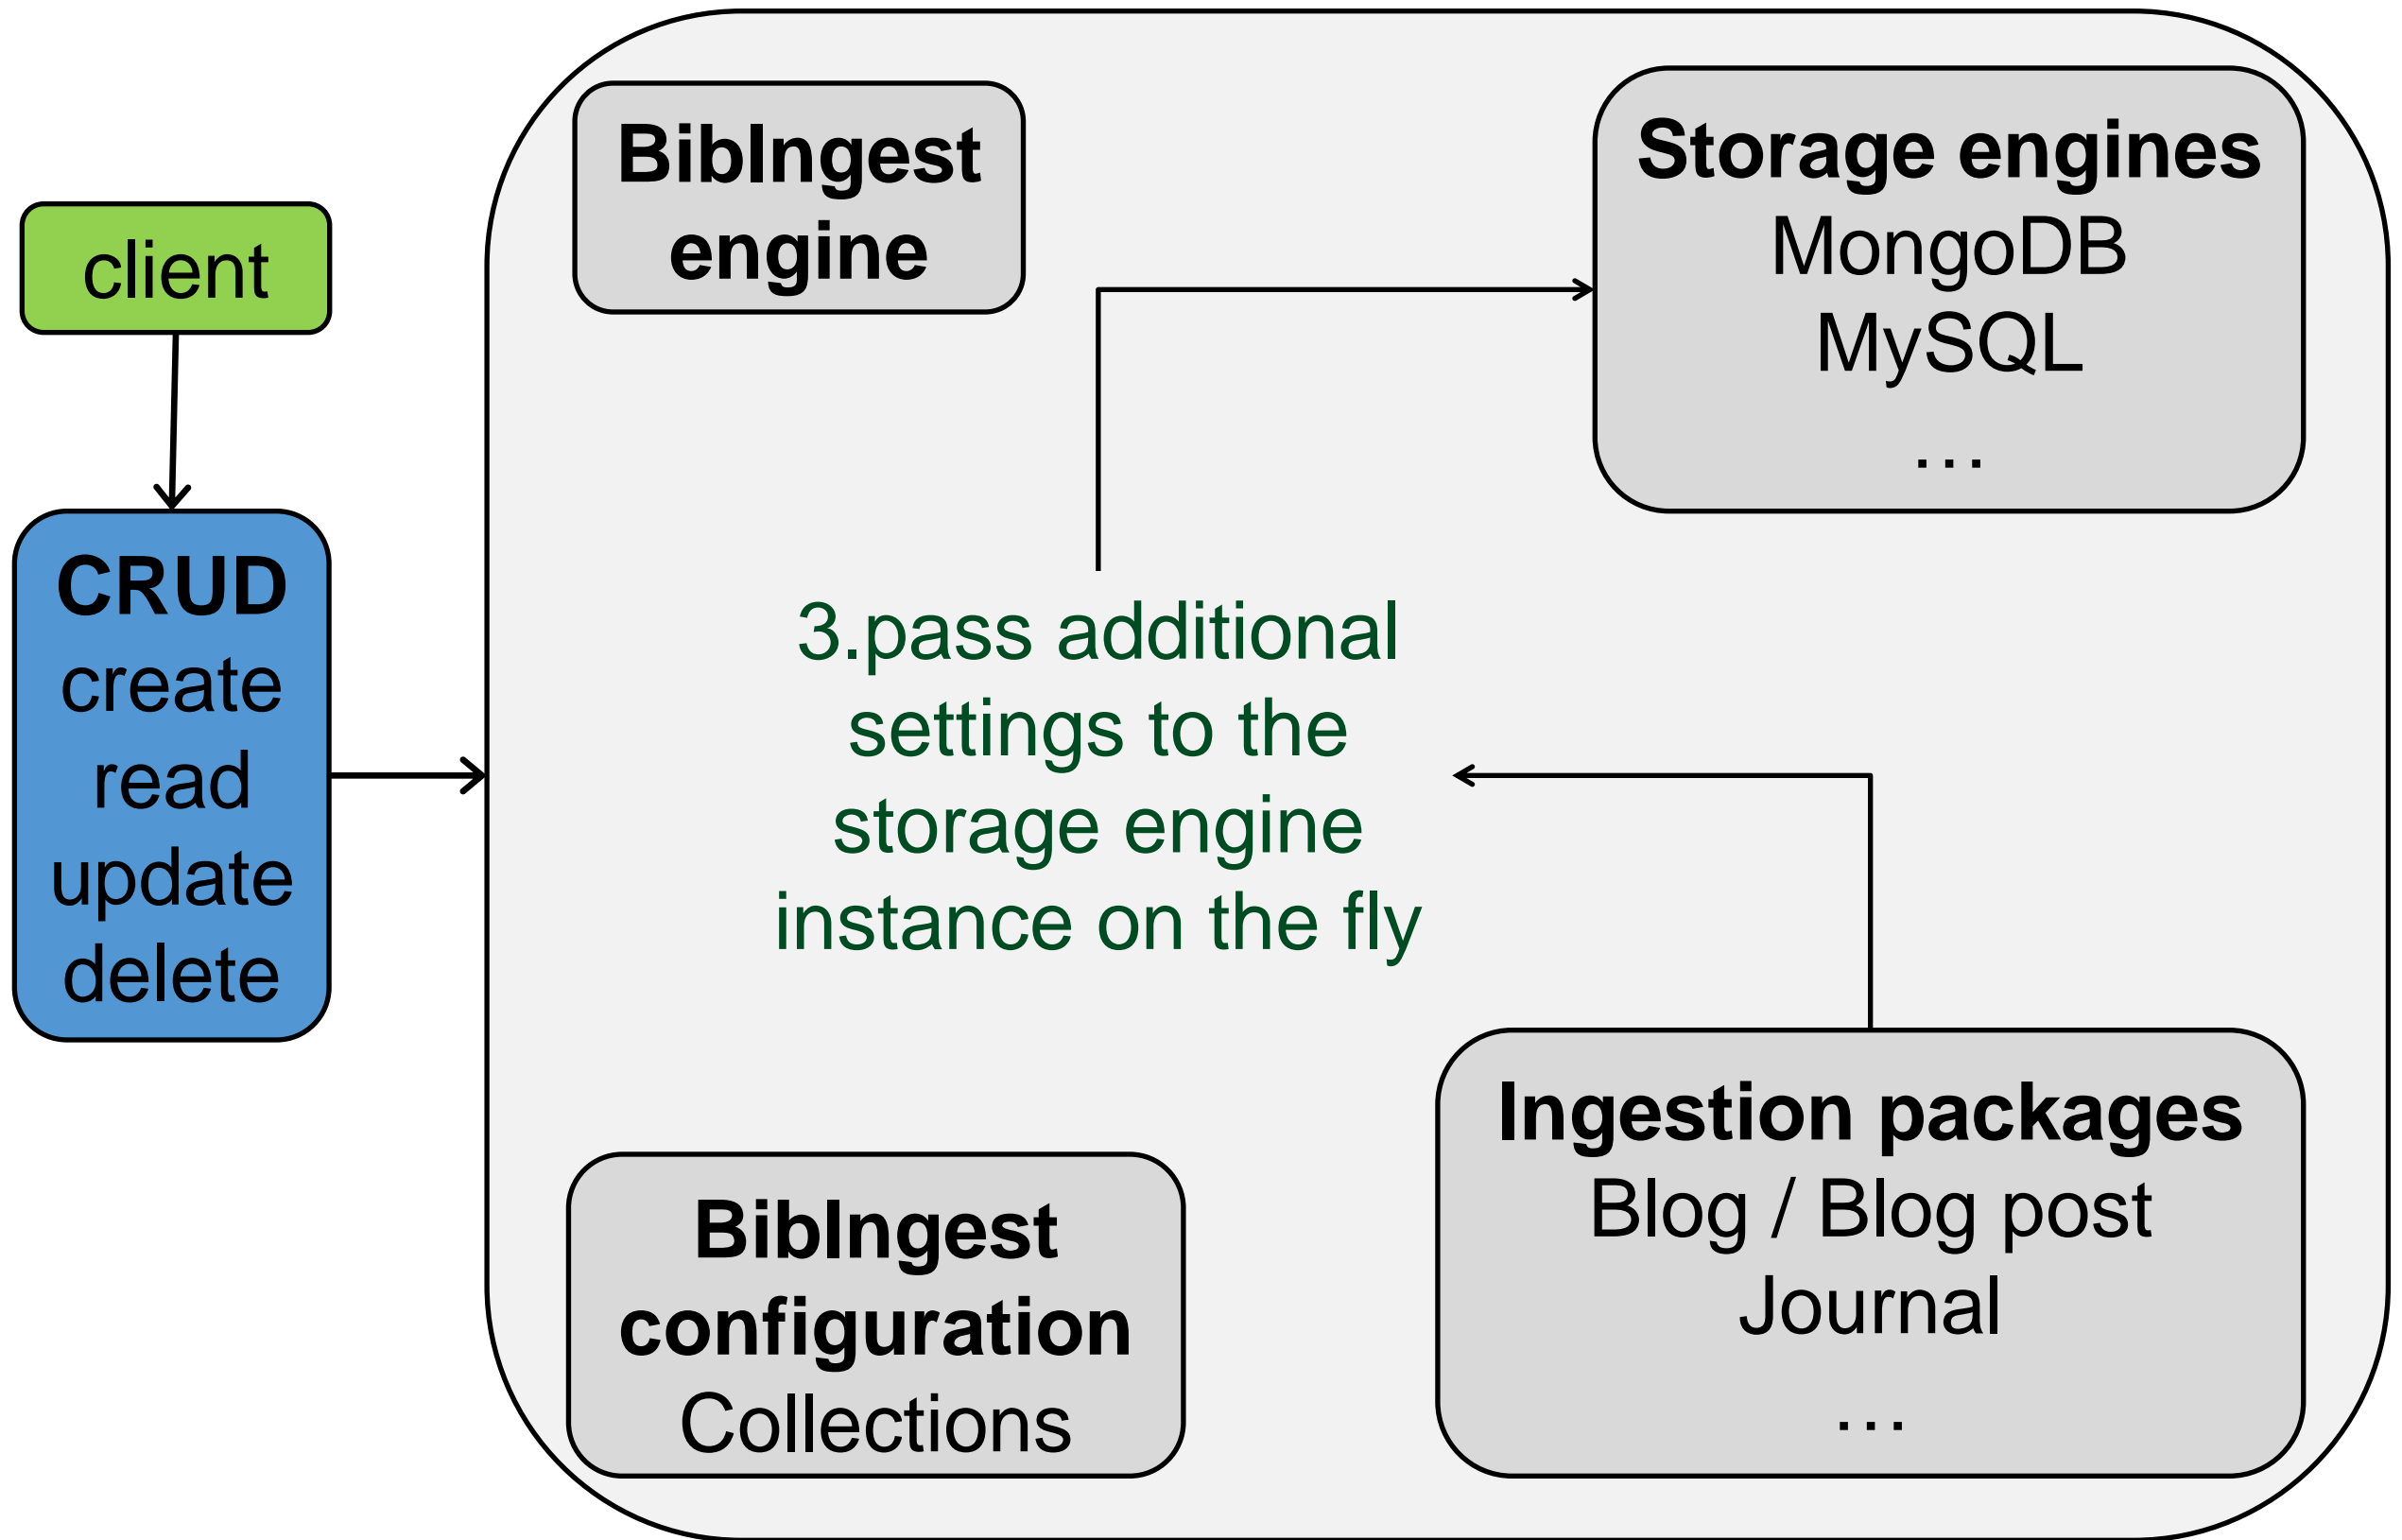 client
CRUD
create
read
update
delete
BibIngest
engine
Storage engines
MongoDB
MySQL
...
3.pass additional
settings to the
storage engine
instance on the fly
BibIngest
configuration
Collections
Ingestion packages
Blog / Blog post
Journal
...